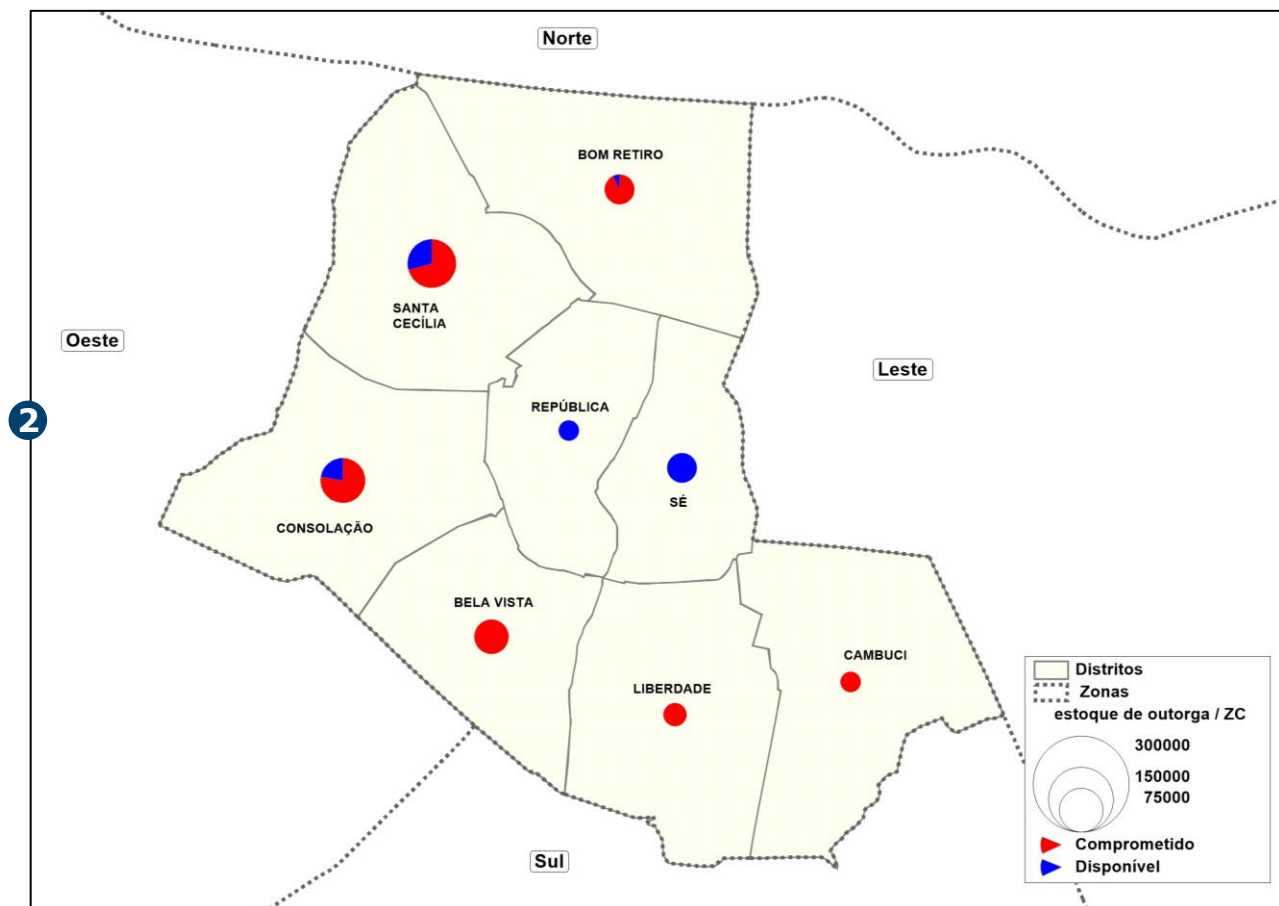 Norte
BOM RETIRO
SANTA
CECÍLIA
Oeste
Leste
REPÚBLICA
2
SÉ
CONSOLAÇÃO
BELA VISTA
CAMBUCI
LIBERDADE
Sul
Distritos
Zonas
estoque de outorga / ZC
300000
150000
75000
Comprometido
Disponível